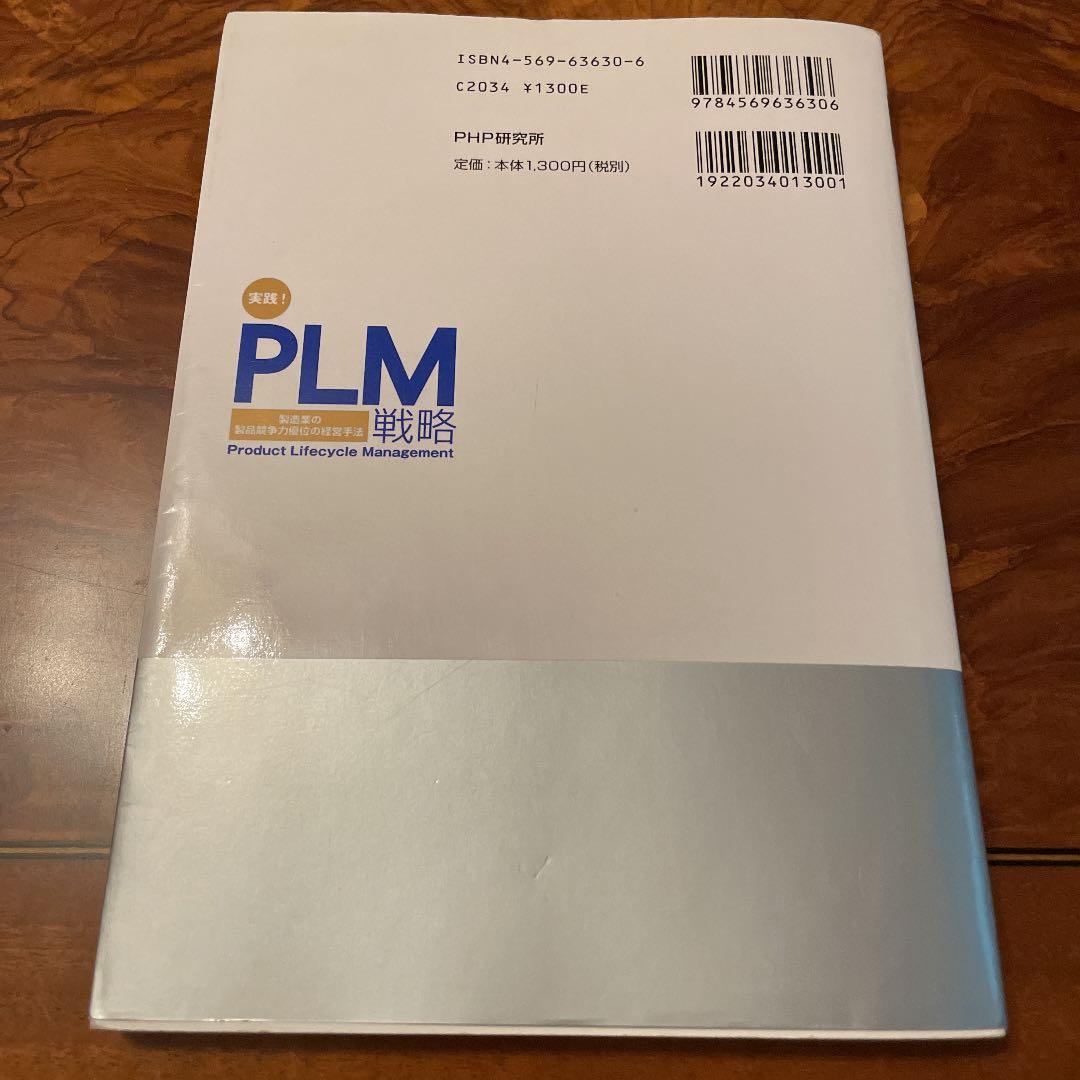 ISBN4-569-63630-6
C2034 ¥1300E
9784569636306
PHP研究所
定価：本体1,300円(税別)
1922034013001
実践！
PLM
製造業の
製品競争力優位の経営手法
戦略
Product Lifecycle Management